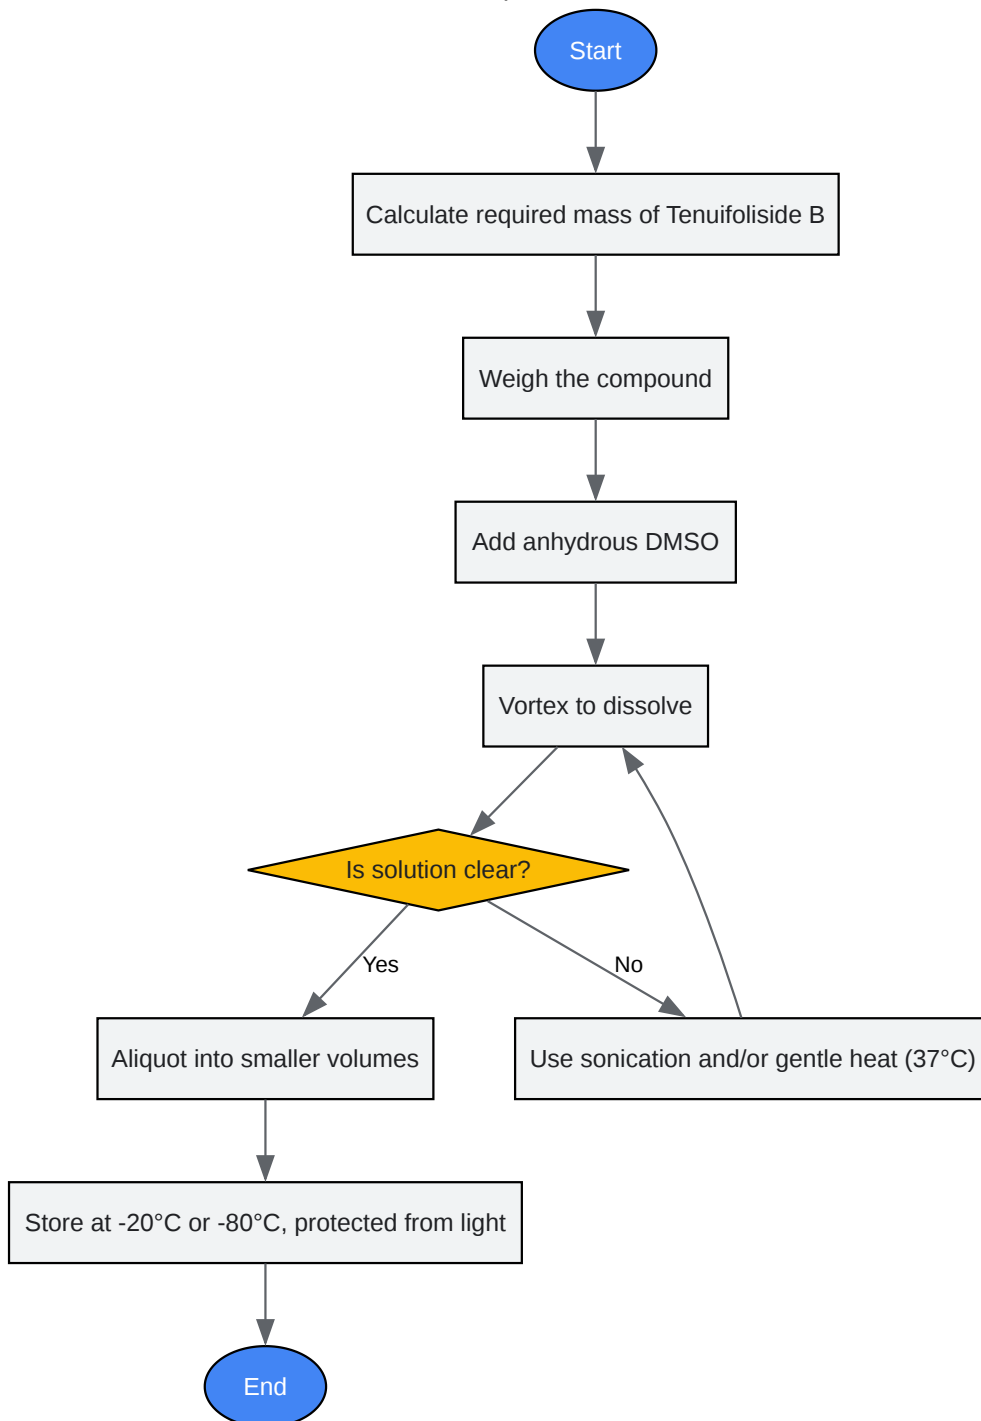 Start
Calculate required mass of Tenuifoliside B
Weigh the compound
Add anhydrous DMSO
Vortex to dissolve
Is solution clear?
Yes
No
Aliquot into smaller volumes
Use sonication and/or gentle heat (37°C)
Store at -20°C or -80°C, protected from light
End